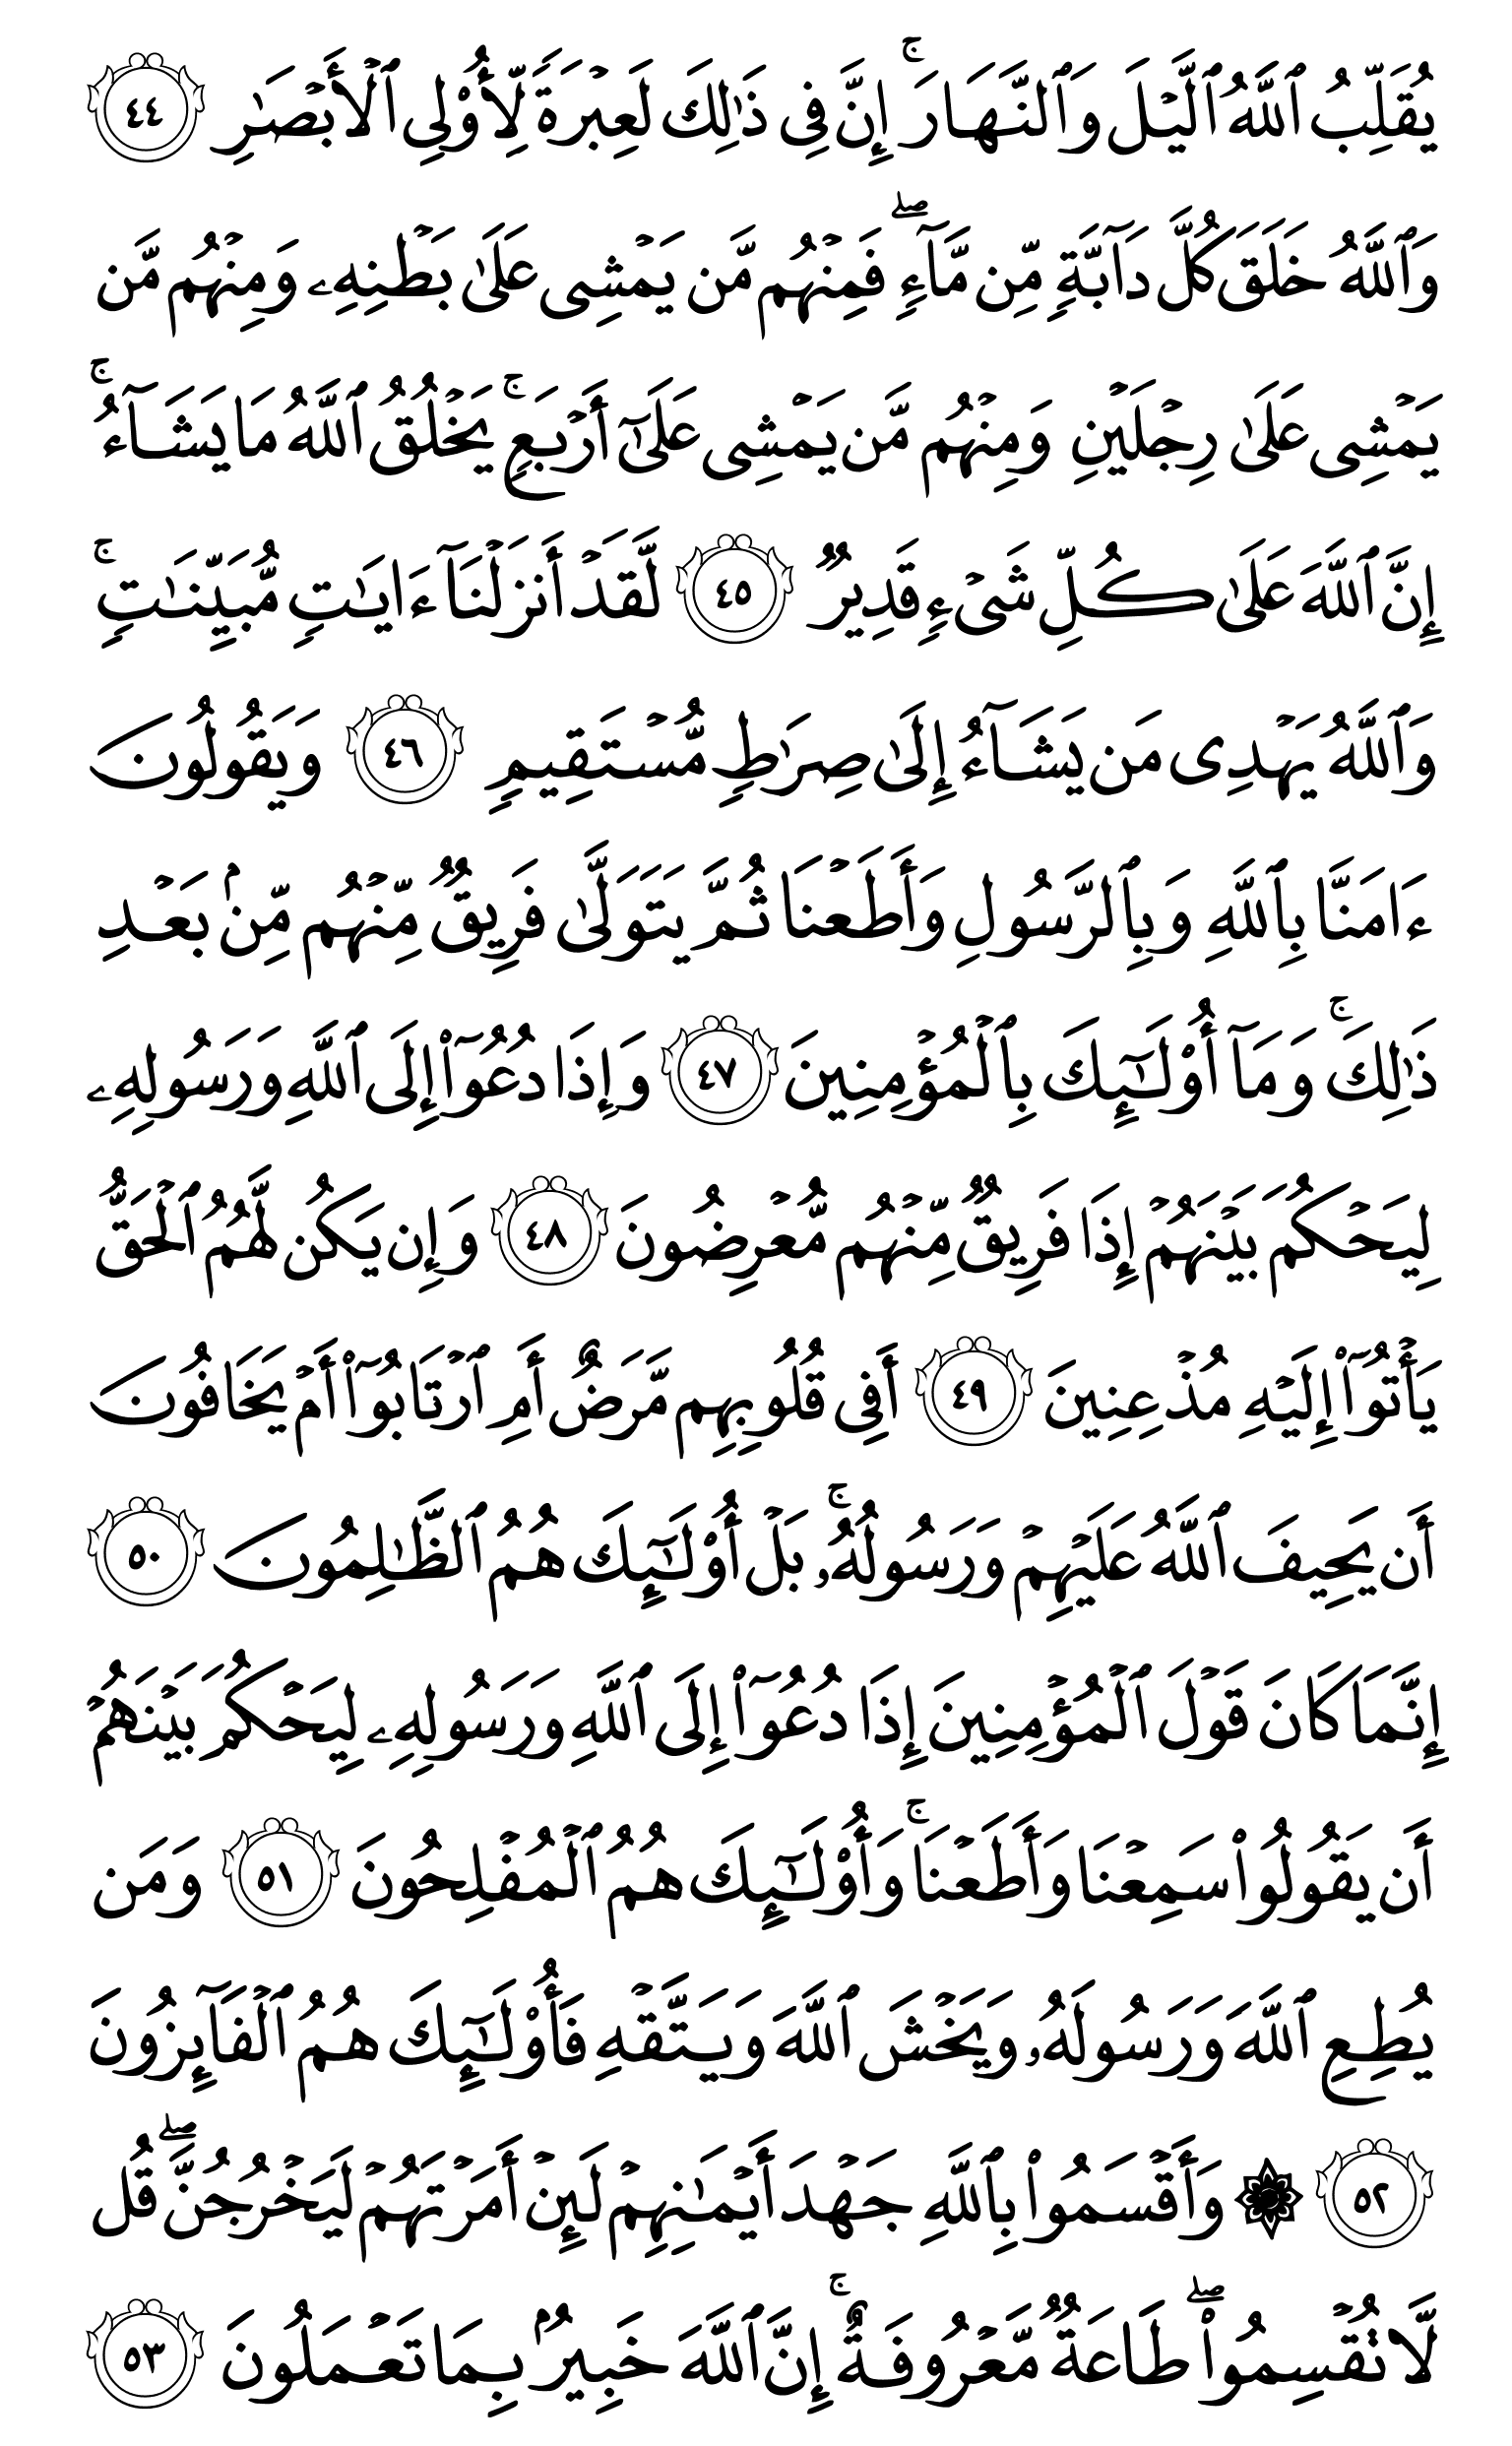 يُقَلِّبُ ٱللَّهُ ٱلَّيۡلَ وَٱلنَّهَارَۚ إِنَّ فِي ذَٰلِكَ لَعِبۡرَةٗ لِّأُوْلِي ٱلۡأَبۡصَٰرِ ٤٤
وَٱللَّهُ خَلَقَ كُلَّ دَآبَّةٖ مِّن مَّآءٖۖ فَمِنۡهُم مَّن يَمۡشِي عَلَىٰ بَطۡنِهِۦ وَمِنۡهُم مَّن
يَمۡشِي عَلَىٰ رِجۡلَيۡنِ وَمِنۡهُم مَّن يَمۡشِي عَلَىٰٓ أَرۡبَعٖۚ يَخۡلُقُ ٱللَّهُ مَا يَشَآءُۚ
إِنَّ ٱللَّهَ عَلَىٰ كُلِّ شَيۡءٖ قَدِيرٞ ٤٥ لَّقَدۡ أَنزَلۡنَآ ءَايَٰتٖ مُّبَيِّنَٰتٖۚ
وَٱللَّهُ يَهۡدِي مَن يَشَآءُ إِلَىٰ صِرَٰطٖ مُّسۡتَقِيمٖ ٤٦ وَيَقُولُونَ
ءَامَنَّا بِٱللَّهِ وَبِٱلرَّسُولِ وَأَطَعۡنَا ثُمَّ يَتَوَلَّىٰ فَرِيقٞ مِّنۡهُم مِّنۢ بَعۡدِ
ذَٰلِكَۚ وَمَآ أُوْلَٰٓئِكَ بِٱلۡمُؤۡمِنِينَ ٤٧ وَإِذَا دُعُوٓاْ إِلَى ٱللَّهِ وَرَسُولِهِۦ
لِيَحۡكُمَ بَيۡنَهُمۡ إِذَا فَرِيقٞ مِّنۡهُم مُّعۡرِضُونَ ٤٨ وَإِن يَكُن لَّهُمُ ٱلۡحَقُّ
يَأۡتُوٓاْ إِلَيۡهِ مُذۡعِنِينَ ٤٩ أَفِي قُلُوبِهِم مَّرَضٌ أَمِ ٱرۡتَابُوٓاْ أَمۡ يَخَافُونَ
أَن يَحِيفَ ٱللَّهُ عَلَيۡهِمۡ وَرَسُولُهُۥۚ بَلۡ أُوْلَٰٓئِكَ هُمُ ٱلظَّٰلِمُونَ ٥٠
إِنَّمَا كَانَ قَوۡلَ ٱلۡمُؤۡمِنِينَ إِذَا دُعُوٓاْ إِلَى ٱللَّهِ وَرَسُولِهِۦ لِيَحۡكُمَ بَيۡنَهُمۡ
أَن يَقُولُواْ سَمِعۡنَا وَأَطَعۡنَاۚ وَأُوْلَٰٓئِكَ هُمُ ٱلۡمُفۡلِحُونَ ٥١ وَمَن
يُطِعِ ٱللَّهَ وَرَسُولَهُۥ وَيَخۡشَ ٱللَّهَ وَيَتَّقۡهِ فَأُوْلَٰٓئِكَ هُمُ ٱلۡفَآئِزُونَ
٥٢ ۞ وَأَقۡسَمُواْ بِٱللَّهِ جَهۡدَ أَيۡمَٰنِهِمۡ لَئِنۡ أَمَرۡتَهُمۡ لَيَخۡرُجُنَّۖ قُل
لَّا تُقۡسِمُواْۖ طَاعَةٞ مَّعۡرُوفَةٌۚ إِنَّ ٱللَّهَ خَبِيرُۢ بِمَا تَعۡمَلُونَ ٥٣